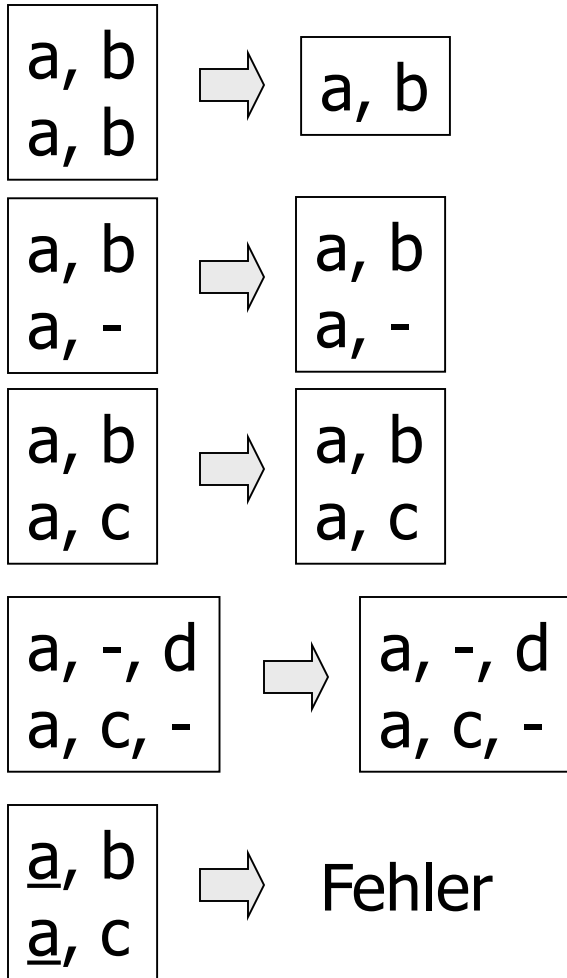 a, b
a, b
a, b
a, b
a, -
a, b
a, -
a, b
a, c
a, b
a, c
a, -, d
a, c, -
a, -, d
a, c, -
a, b
a, c
Fehler